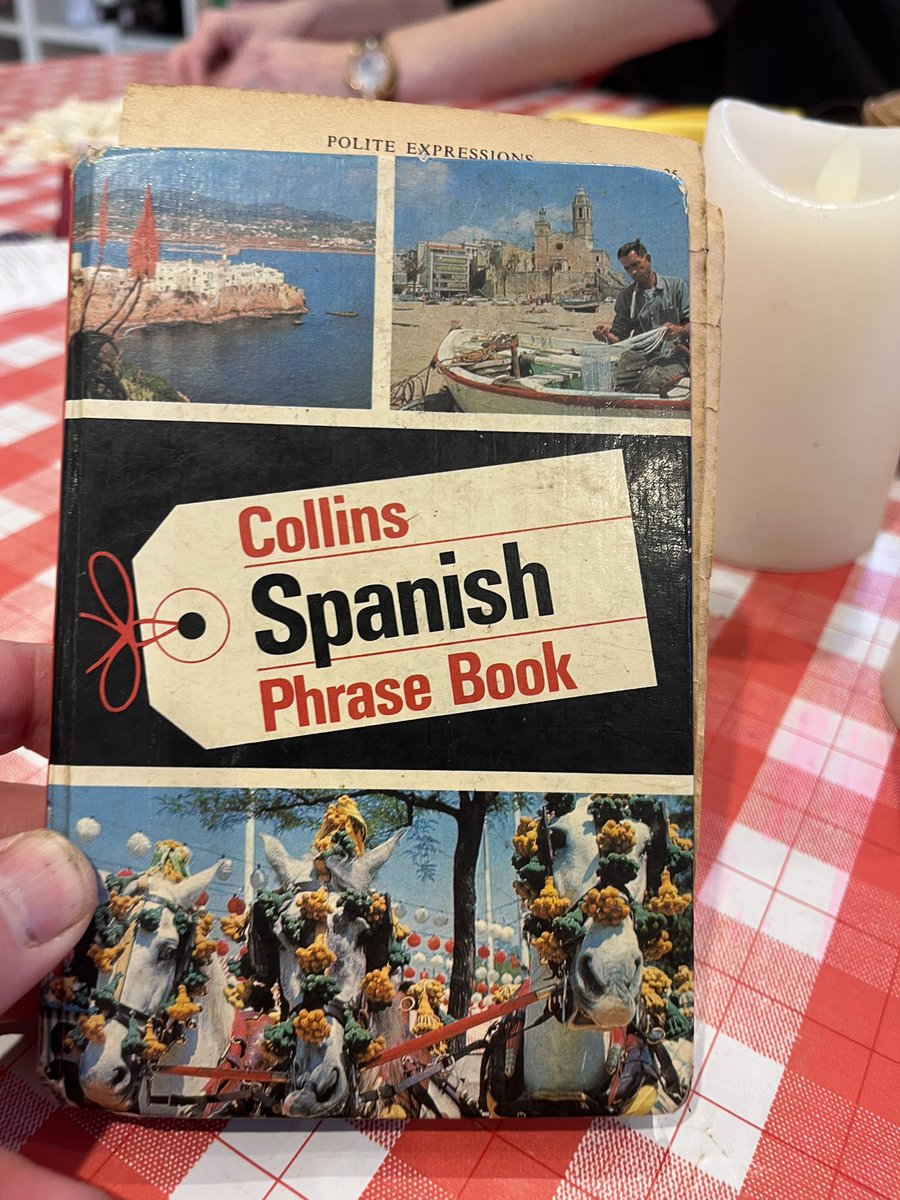 POLITE EXPRESSIONS
Collins
Spanish
Phrase Book